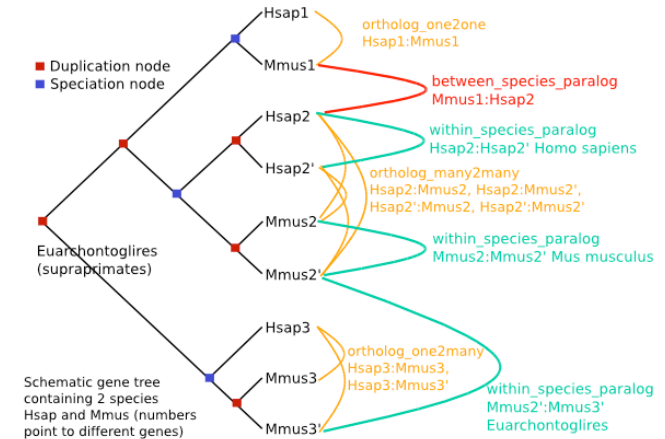 Hsap1
ortholog_one2one
Hsap1:Mmus1
Duplication node
Speciation node
Mmus1
between_species_paralog
Mmus1:Hsap2
Hsap2
within_species_paralog
Hsap2:Hsap2' Homo sapiens
Hsap2'
ortholog_many2many
Hsap2:Mmus2, Hsap2:Mmus2',
Hsap2':Mmus2, Hsap2':Mmus2'
Mmus2
within_species_paralog
Mmus2:Mmus2' Mus musculus
Euarchontoglires
(supraprimates)
Mmus2'
Hsap3
ortholog_one2many
Hsap3:Mmus3,
Hsap3:Mmus3'
Mmus3
within_species_paralog
Mmus2':Mmus3'
Euarchontoglires
Mmus3'
Schematic gene tree
containing 2 species
Hsap and Mmus (numbers
point to different genes)